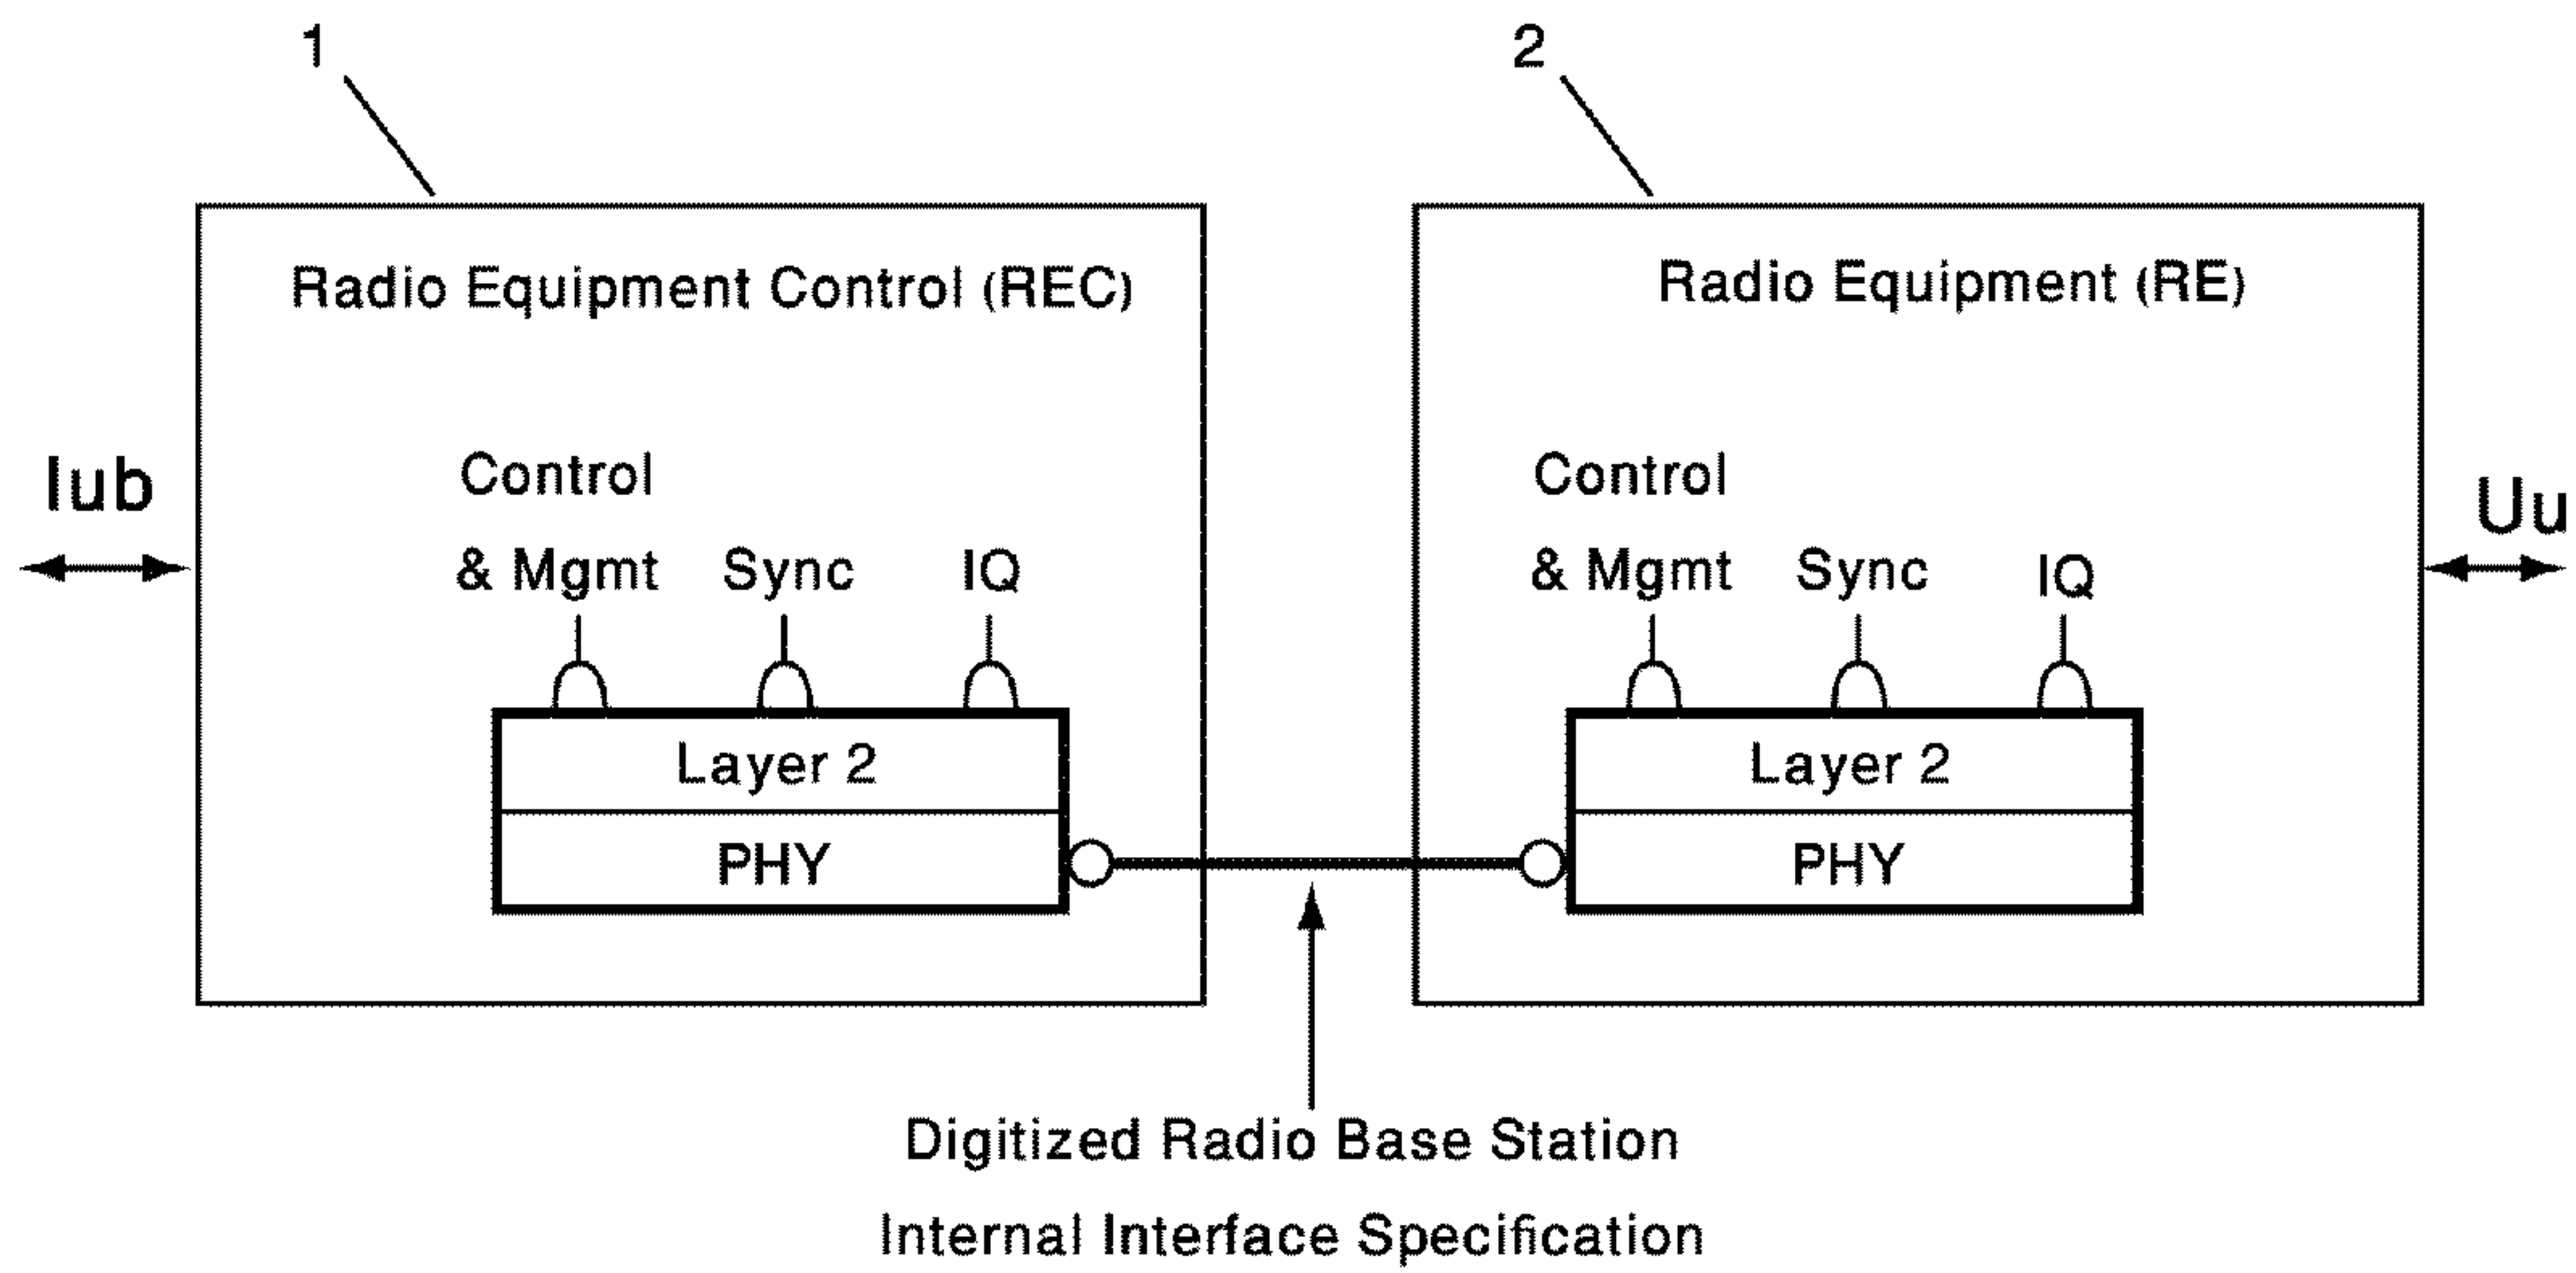 1
2
Radio Equipment Control (REC)
Radio Equipment (RE)
Iub
Uu
Control
& Mgmt
Sync
IQ
Control
& Mgmt
Sync
IQ
Layer 2
PHY
Layer 2
PHY
Digitized Radio Base Station
Internal Interface Specification